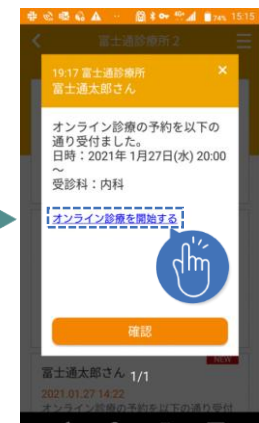 74% 15:15
富士通診療所 2
19:17 富士通診療所
富士通太郎さん
×
オンライン診療の予約を以下の
通り受付ました。
日時：2021年 1月27日(水) 20:00
～
受診科：内科
オンライン診療を開始する
確認
NEW
富士通太郎さん
1/1
2021.01.27 14:22
オンライン診療の予約を以下の通り受付